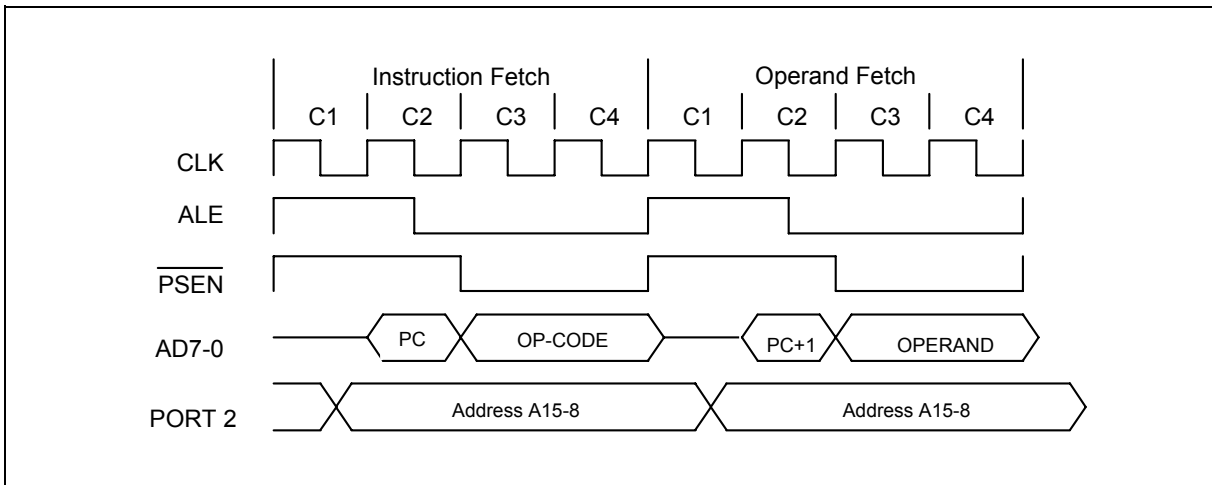 Instruction Fetch Operand Fetch
C1 C2 C3 C4 C1 C2 C3 C4
CLK
ALE
PSEN
AD7-0 PC OP-CODE PC+1 OPERAND
PORT 2 Address A15-8 Address A15-8